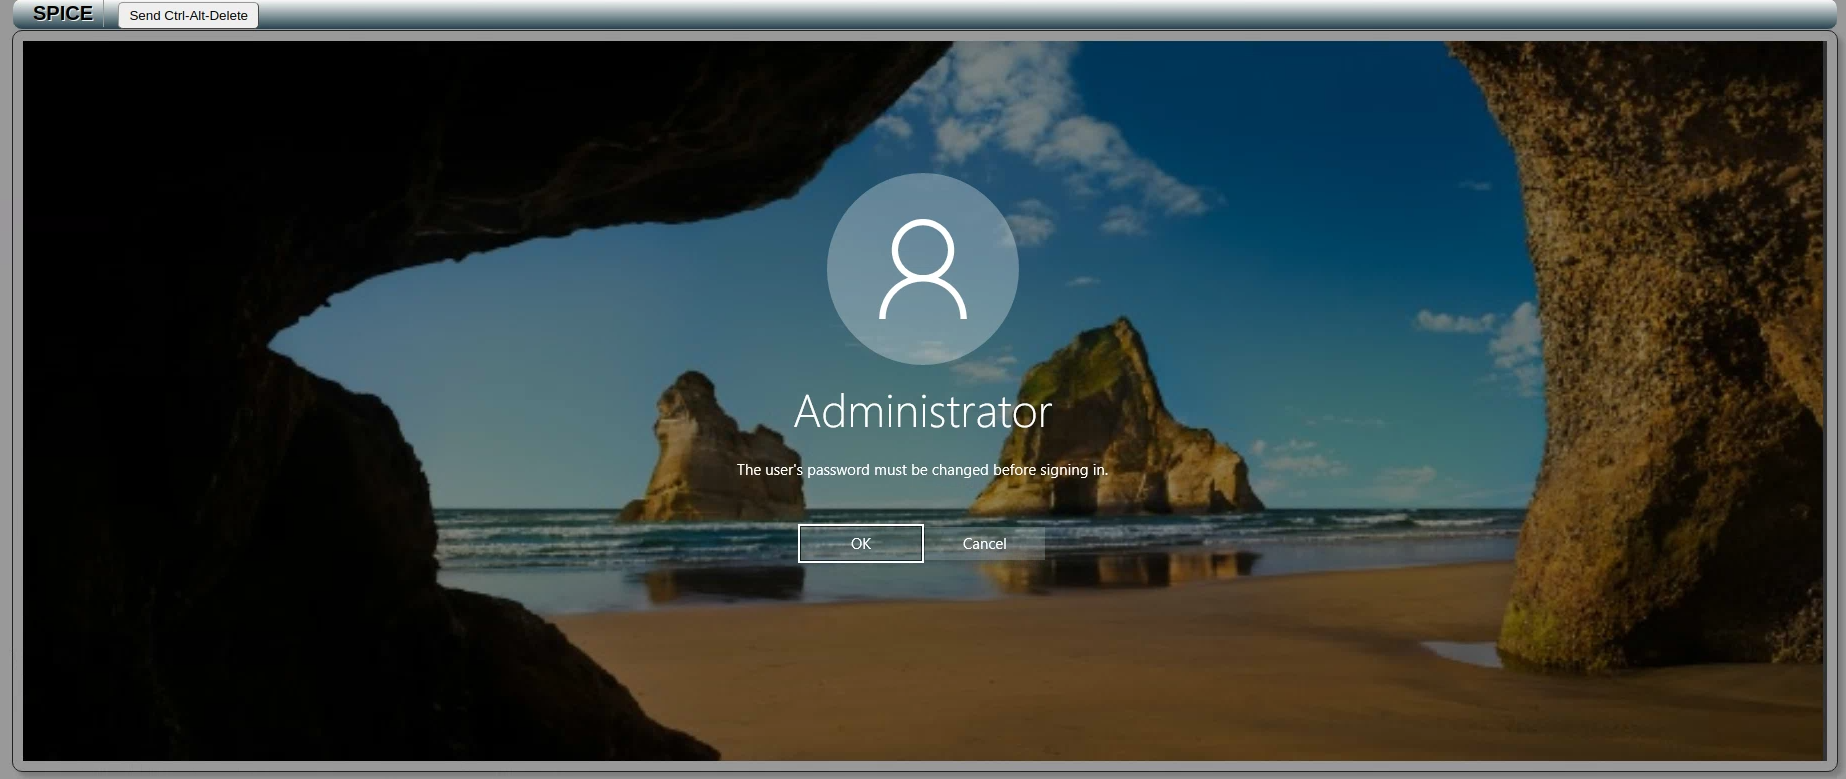 SPICE Send Ctrl-Alt-Delete
Administrator
The user's password must be changed before signing in.
OK Cancel